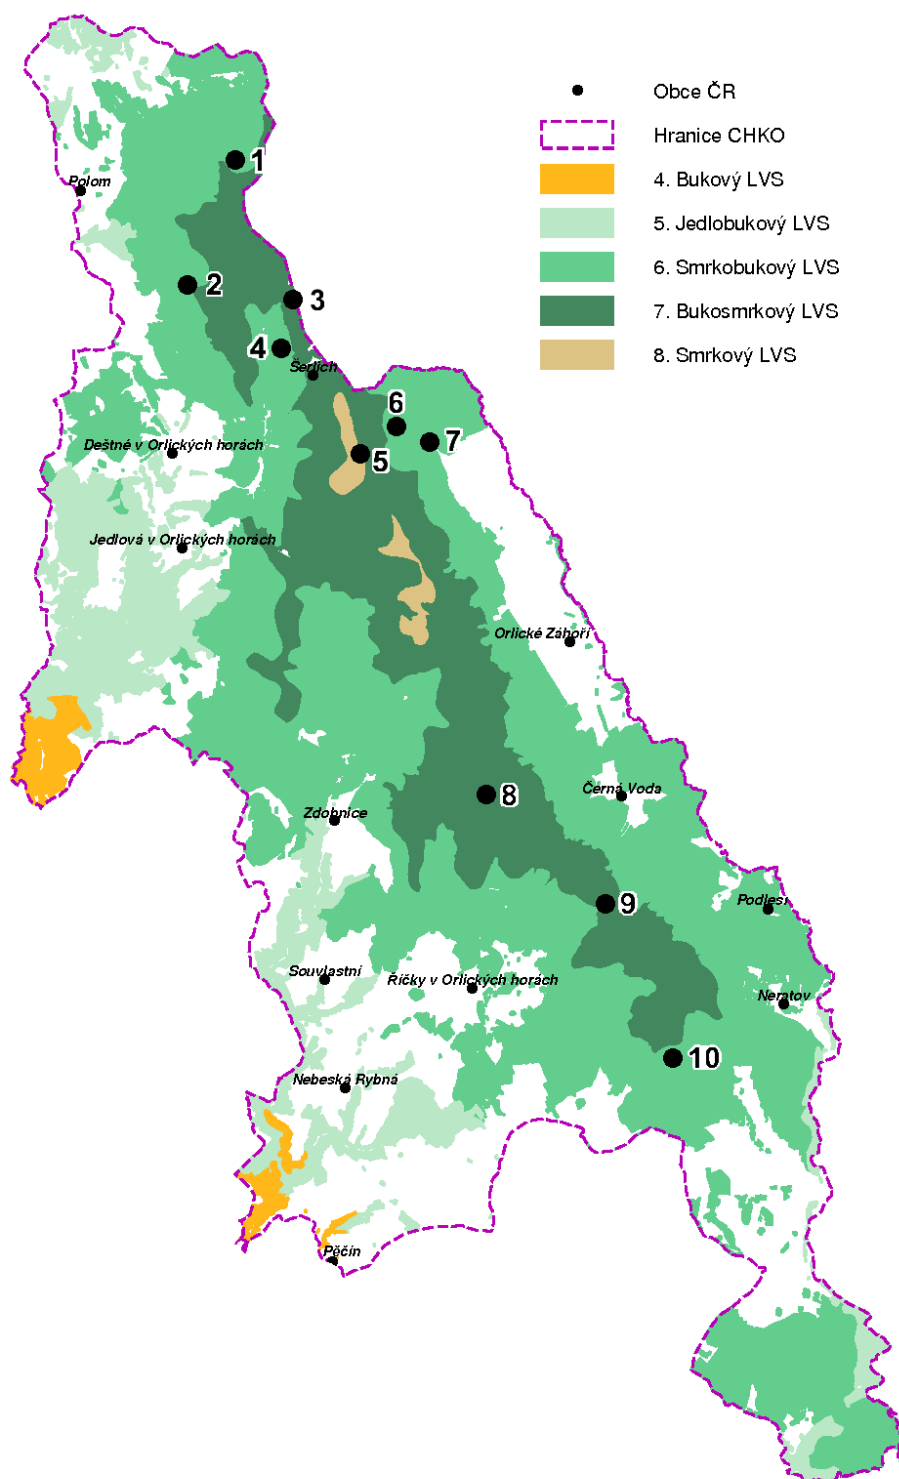 Obce ČR
Hranice CHKO
4. Bukový LVS
5. Jedlobukový LVS
6. Smrkobukový LVS
7. Bukosmrkový LVS
8. Smrkový LVS
1
Polom
2
3
4
Šerlich
6
7
5
Deštné v Orlických horách
Jedlová v Orlických horách
Orlické Záhoří
8
Černá Voda
Zdobnice
9
Podlesí
Souvlastní
Říčky v Orlických horách
Neratov
10
Nebeská Rybná
Pěčín